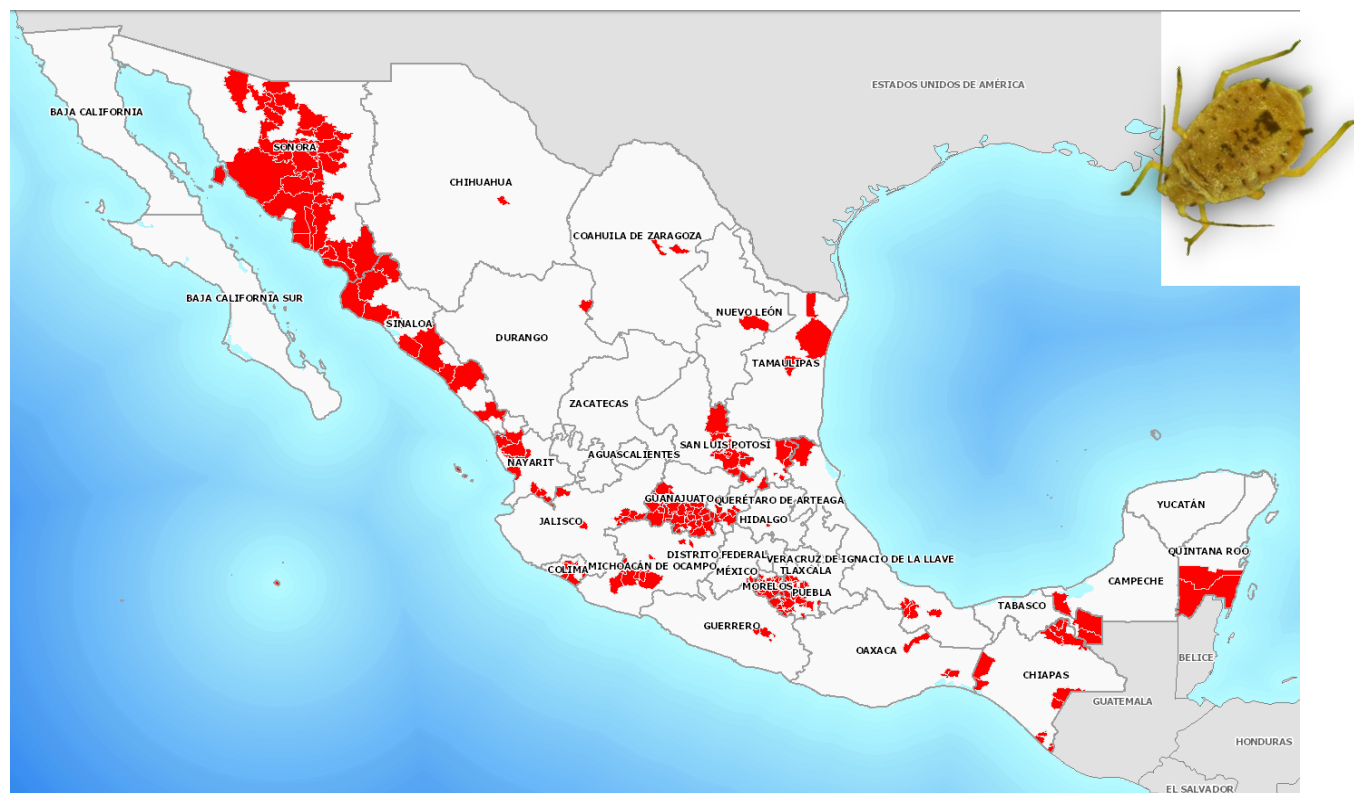 ESTADOS UNIDOS DE AMÉRICA
BAJA CALIFORNIA
SONORA
CHIHUAHUA
COAHUILA DE ZARAGOZA
BAJA CALIFORNIA SUR
SINALOA
NUEVO LEÓN
DURANGO
TAMAULIPAS
ZACATECAS
SAN LUIS POTOSÍ
AGUASCALIENTES
NAYARIT
GUANAJUATO
QUERÉTARO DE ARTEAGA
YUCATÁN
JALISCO
HIDALGO
QUINTANA ROO
DISTRITO FEDERAL
VERACRUZ DE IGNACIO DE LA LLAVE
COLIMA
MICHOACÁN DE OCAMPO
MÉXICO
TLAXCALA
CAMPECHE
MORELOS
PUEBLA
TABASCO
GUERRERO
OAXACA
BELICE
CHIAPAS
GUATEMALA
HONDURAS
EL SALVADOR